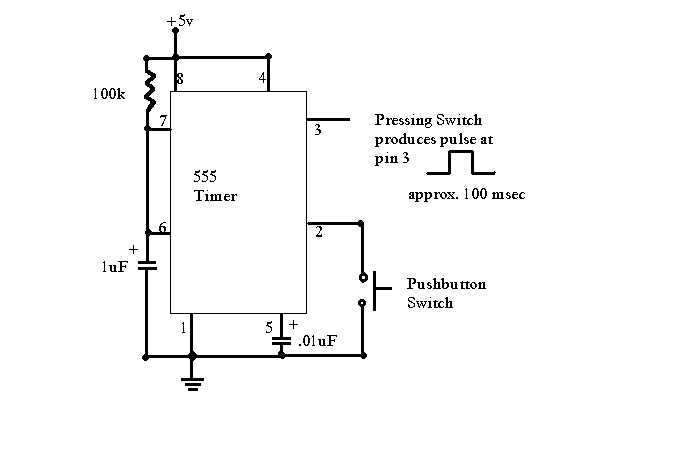 +5v
8
4
100k
7
3
Pressing Switch
produces pulse at
pin 3
approx. 100 msec
555
Timer
6
2
+
1uF
Pushbutton
Switch
1
5
+
.01uF